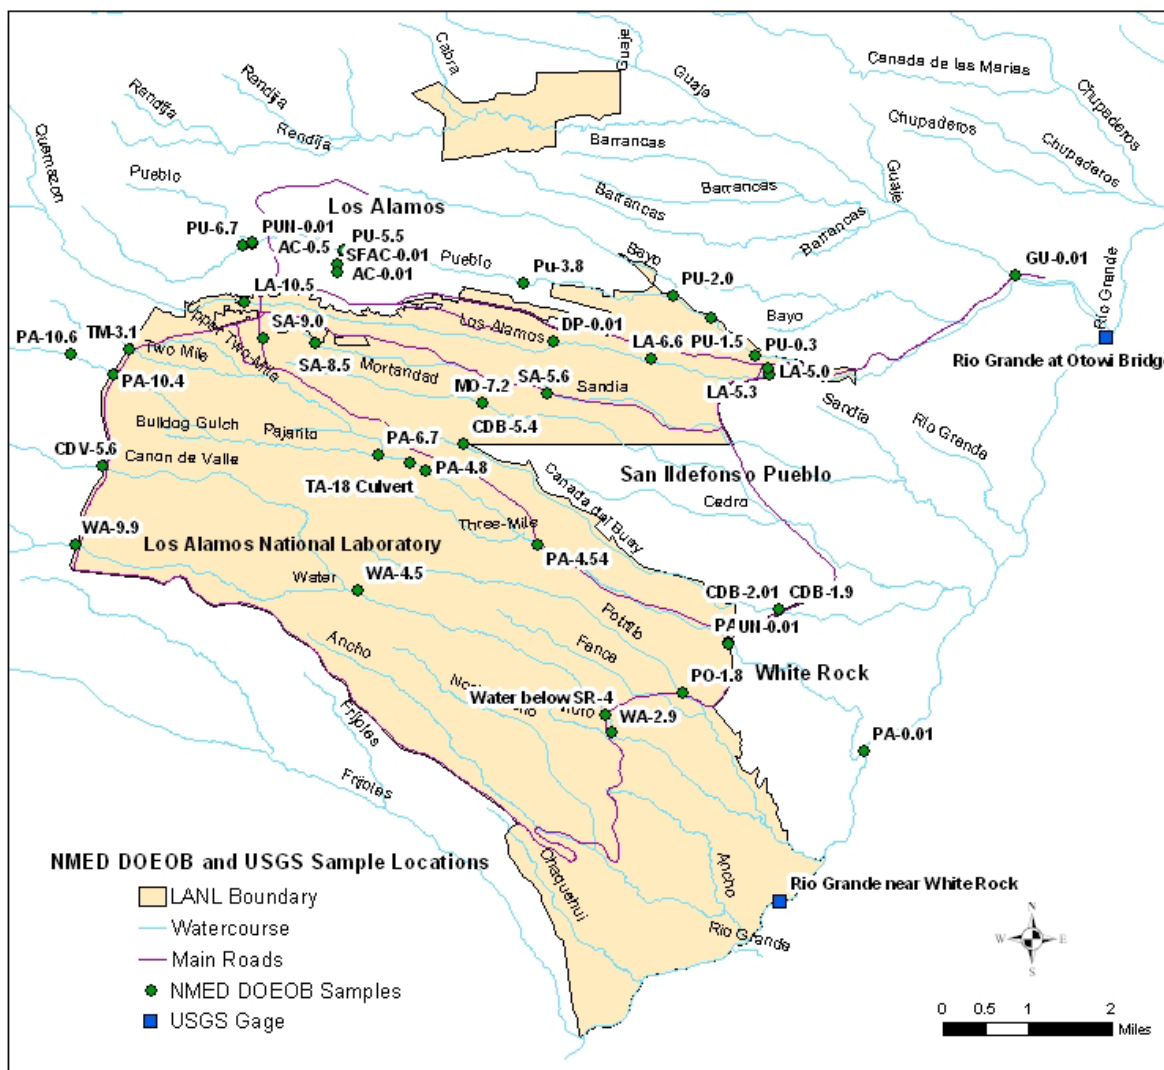 Cabra
Guaje
Guaje
Canada de las Marias
Chupaderos
Chupaderos
Chupaderos
Rendija
Rendija
Rendija
Quemazon
Barrancas
Barrancas
Barrancas
Barrancas
Guaje
Pueblo
Los Alamos
PU-6.7
PUN-0.01
PU-5.5
AC-0.5
SFAC-0.01
AC-0.01
Pueblo
Bayo
Pu-3.8
PU-2.0
GU-0.01
Rio Grande
LA-10.5
Upper Two-Mile
Los Alamos
DP-0.01
Bayo
PA-10.6
TM-3.1
SA-9.0
LA-6.6
PU-1.5
PU-0.3
Rio Grande at Otowi Bridge
Two Mile
SA-8.5
Mortandad
PA-10.4
MO-7.2
SA-5.6
Sandia
LA-5.3
LA-5.0
Sandia
Bulldog Gulch
Pajarito
CDB-5.4
Rio Grande
CDV-5.6
Canon de Valle
PA-6.7
PA-4.8
TA-18 Culvert
San Ildefonso Pueblo
Canada del Buay
Cedro
Three-Mile
WA-9.9
Los Alamos National Laboratory
PA-4.54
Water
WA-4.5
CDB-2.01
CDB-1.9
Potrillo
PA
UN-0.01
Ancho
Fence
White Rock
PO-1.8
Water below SR-4
WA-2.9
PA-0.01
Frijoles
Frijoles
NMED DOEOB and USGS Sample Locations
LANL Boundary
Watercourse
Main Roads
NMED DOEOB Samples
USGS Gage
Chaquehui
Ancho
Rio Grande near White Rock
Rio Grande
N
W
E
S
0 0.5 1 2
Miles